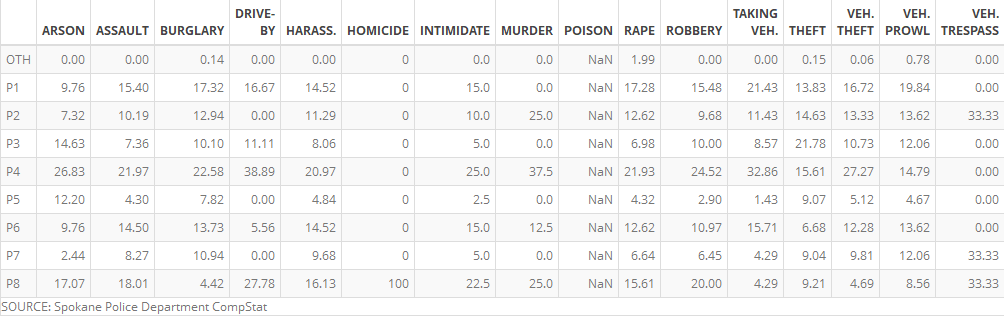 ARSON ASSAULT BURGLARY DRIVE-BY HARASS. HOMICIDE INTIMIDATE MURDER POISON RAPE ROBBERY TAKING VEH. THEFT VEH. THEFT VEH. PROWL VEH. TRESPASS
OTH 0.00 0.00 0.14 0.00 0.00 0 0.0 0.0 NaN 1.99 0.00 0.00 0.15 0.06 0.78 0.00
P1 9.76 15.40 17.32 16.67 14.52 0 15.0 0.0 NaN 17.28 15.48 21.43 13.83 16.72 19.84 0.00
P2 7.32 10.19 12.94 0.00 11.29 0 10.0 25.0 NaN 12.62 9.68 11.43 14.63 13.33 13.62 33.33
P3 14.63 7.36 10.10 11.11 8.06 0 5.0 0.0 NaN 6.98 10.00 8.57 21.78 10.73 12.06 0.00
P4 26.83 21.97 22.58 38.89 20.97 0 25.0 37.5 NaN 21.93 24.52 32.86 15.61 27.27 14.79 0.00
P5 12.20 4.30 7.82 0.00 4.84 0 2.5 0.0 NaN 4.32 2.90 1.43 9.07 5.12 4.67 0.00
P6 9.76 14.50 13.73 5.56 14.52 0 15.0 12.5 NaN 12.62 10.97 15.71 6.68 12.28 13.62 0.00
P7 2.44 8.27 10.94 0.00 9.68 0 5.0 0.0 NaN 6.64 6.45 4.29 9.04 9.81 12.06 33.33
P8 17.07 18.01 4.42 27.78 16.13 100 22.5 25.0 NaN 15.61 20.00 4.29 9.21 4.69 8.56 33.33
SOURCE: Spokane Police Department CompStat